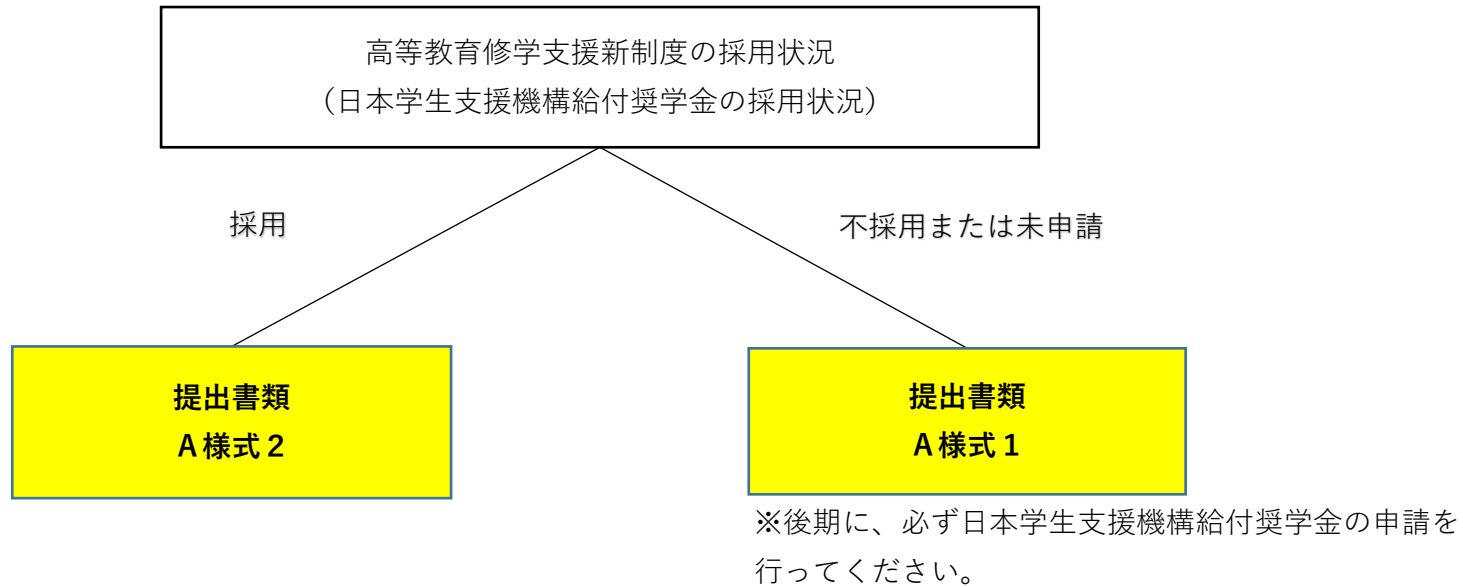 高等教育修学支援新制度の採用状況
（日本学生支援機構給付奨学金の採用状況）
採用
不採用または未申請
提出書類
A様式２
提出書類
A様式１
※後期に、必ず日本学生支援機構給付奨学金の申請を
行ってください。